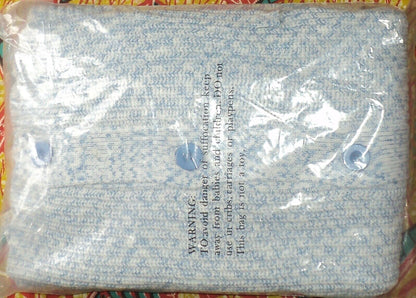 WARNING:
TO avoid danger of suffocation keep
away from babies and children. DO not
use in cribs, carriages or playpens.
This bag is not a toy.